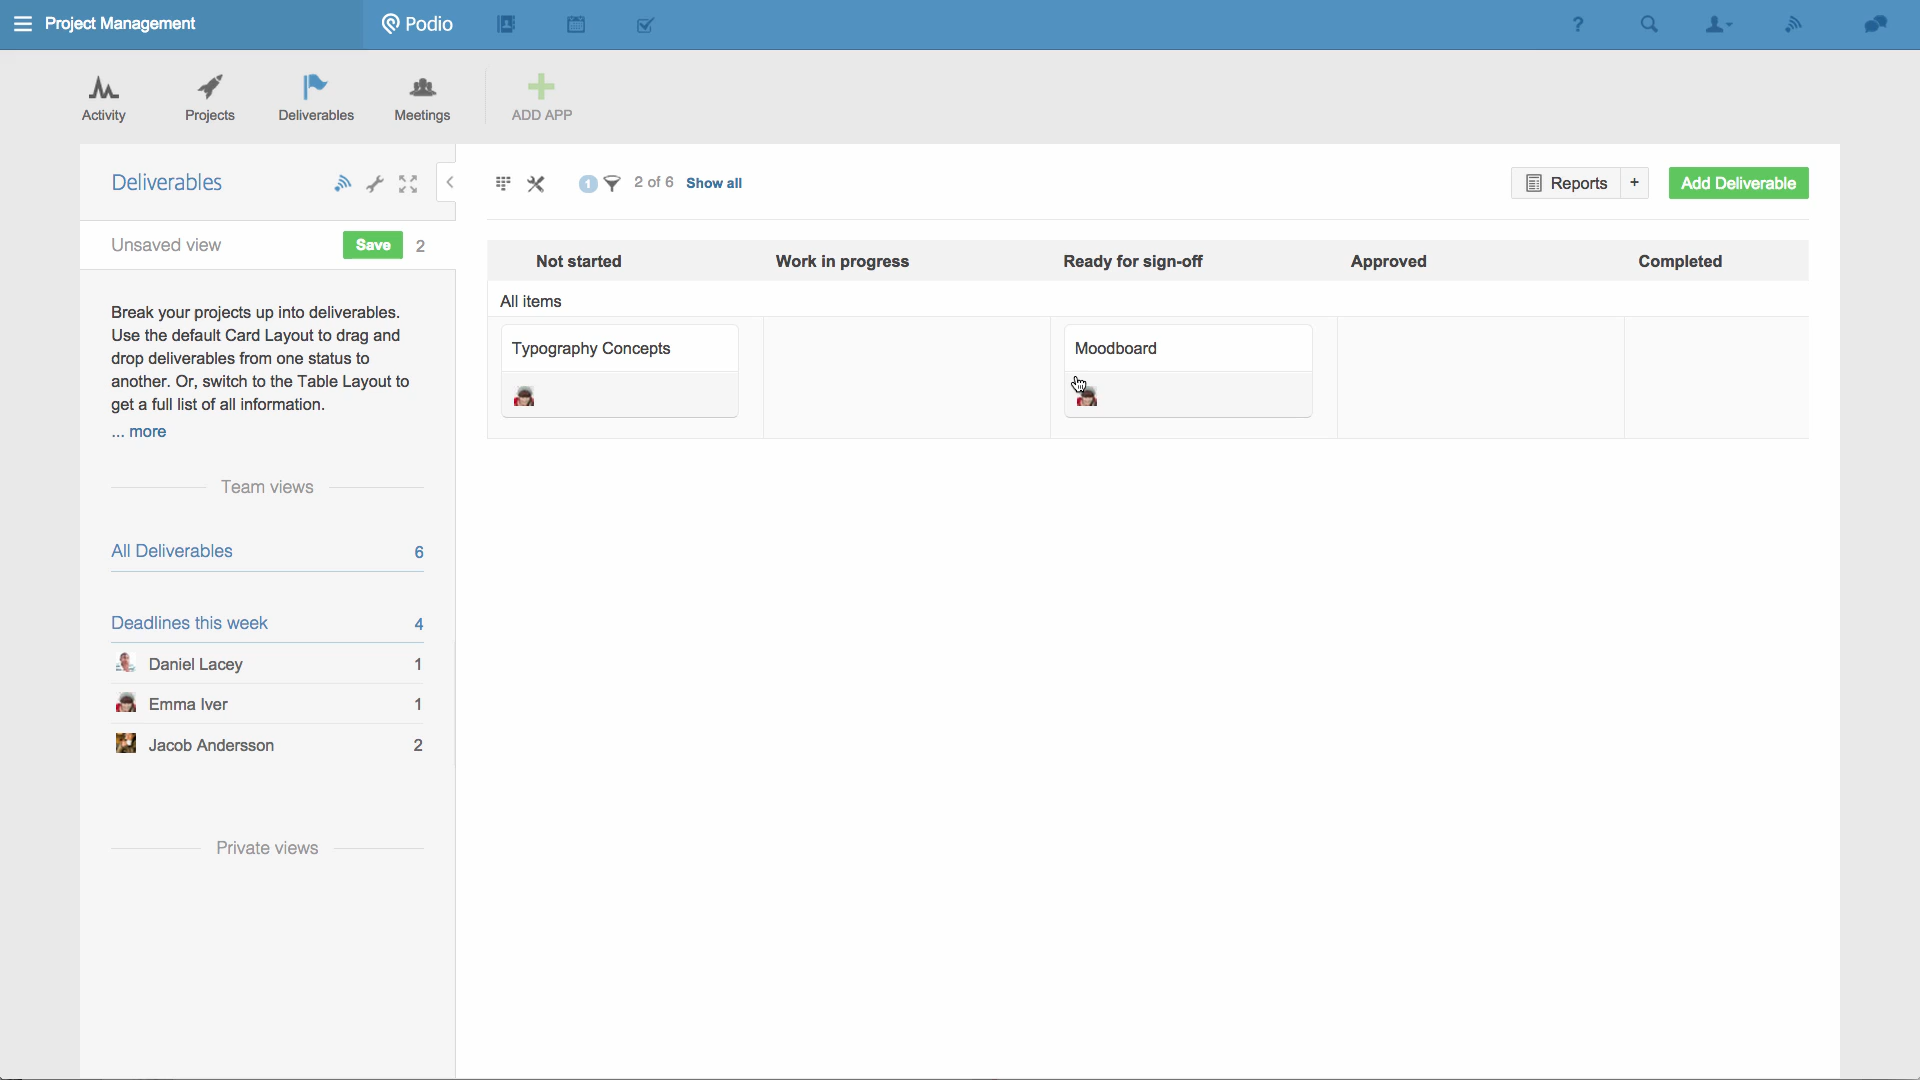 Project Management
Podio
?
Activity
Projects
Deliverables
Meetings
ADD APP
Deliverables
1
2 of 6
Show all
Reports
+
Add Deliverable
Unsaved view
Save
2
Break your projects up into deliverables.
Use the default Card Layout to drag and
drop deliverables from one status to
another. Or, switch to the Table Layout to
get a full list of all information.
... more
Team views
All Deliverables
6
Deadlines this week
4
Daniel Lacey
1
Emma Iver
1
Jacob Andersson
2
Private views
Not started
Work in progress
Ready for sign-off
Approved
Completed
All items
Typography Concepts
Moodboard